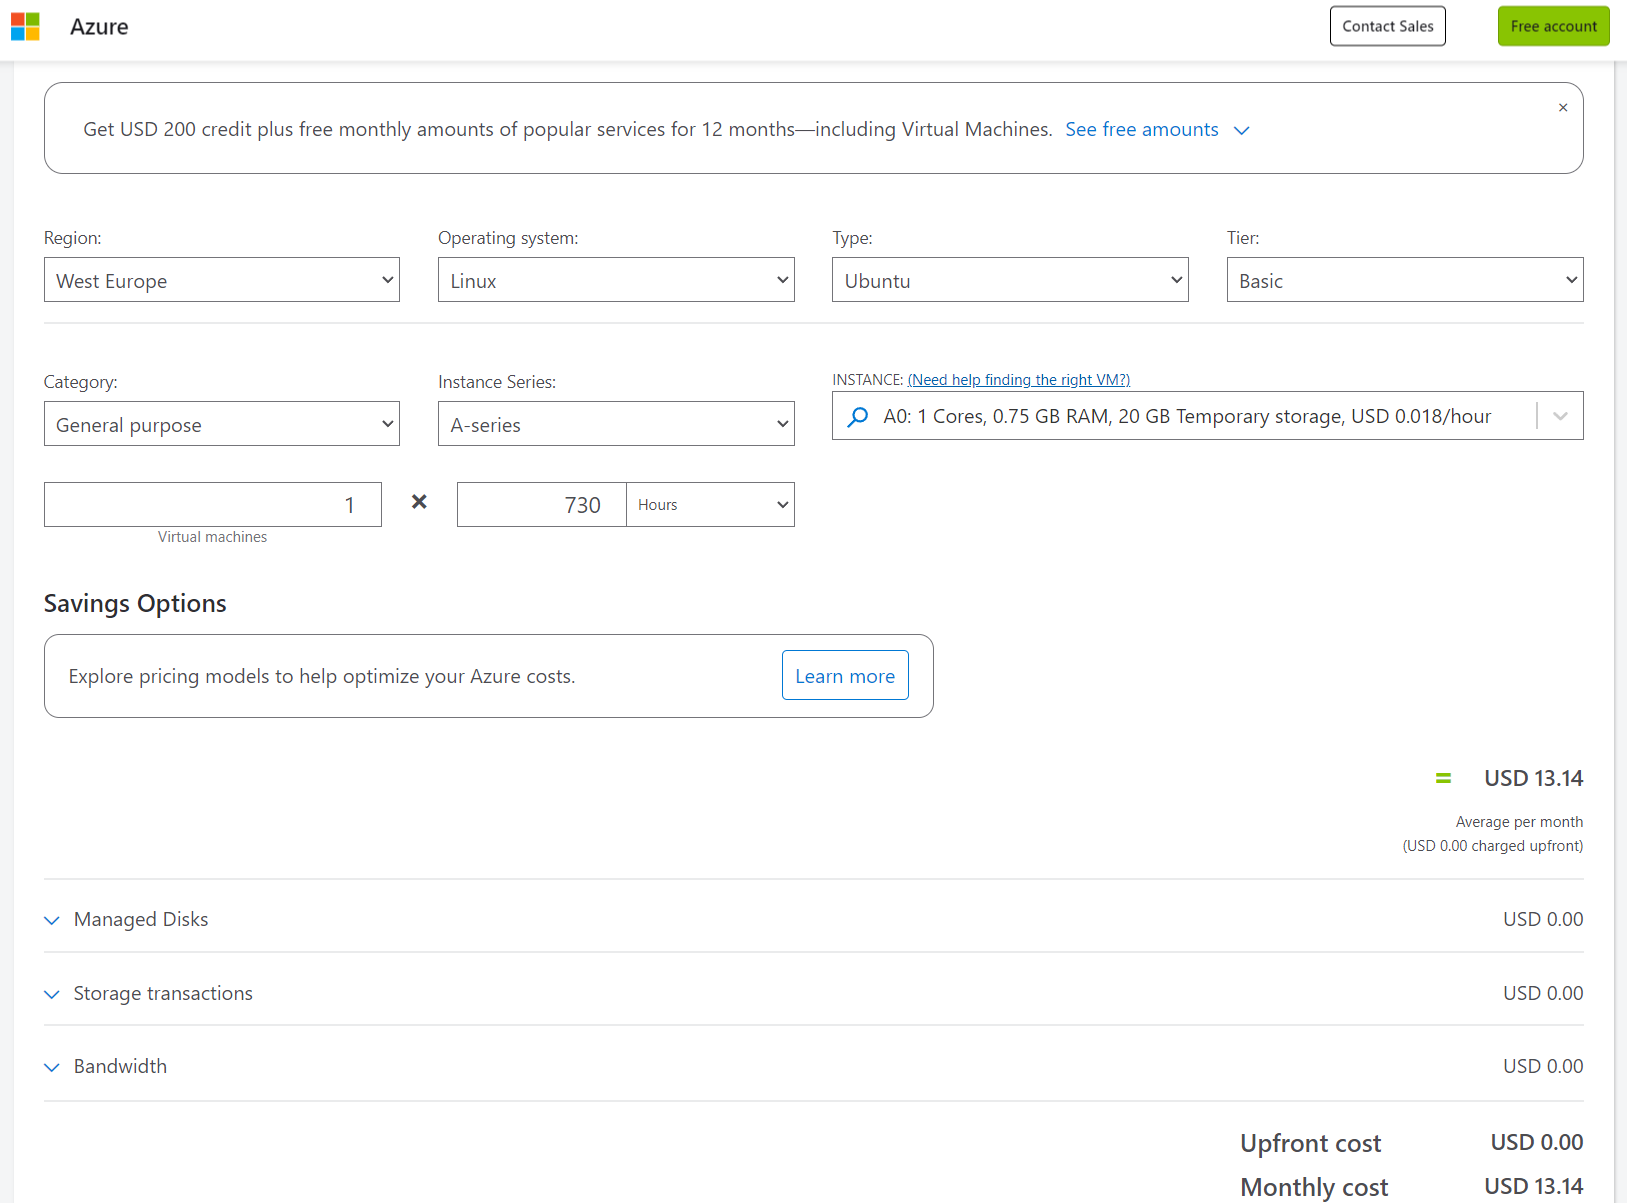 Azure
Contact Sales
Free account
Get USD 200 credit plus free monthly amounts of popular services for 12 months—including Virtual Machines. See free amounts
Region:
Operating system:
Type:
Tier:
West Europe
Linux
Ubuntu
Basic
Category:
Instance Series:
INSTANCE: (Need help finding the right VM?)
General purpose
A-series
A0: 1 Cores, 0.75 GB RAM, 20 GB Temporary storage, USD 0.018/hour
1
730
Hours
Virtual machines
Savings Options
Explore pricing models to help optimize your Azure costs.
Learn more
= USD 13.14
Average per month
(USD 0.00 charged upfront)
Managed Disks USD 0.00
Storage transactions USD 0.00
Bandwidth USD 0.00
Upfront cost USD 0.00
Monthly cost USD 13.14